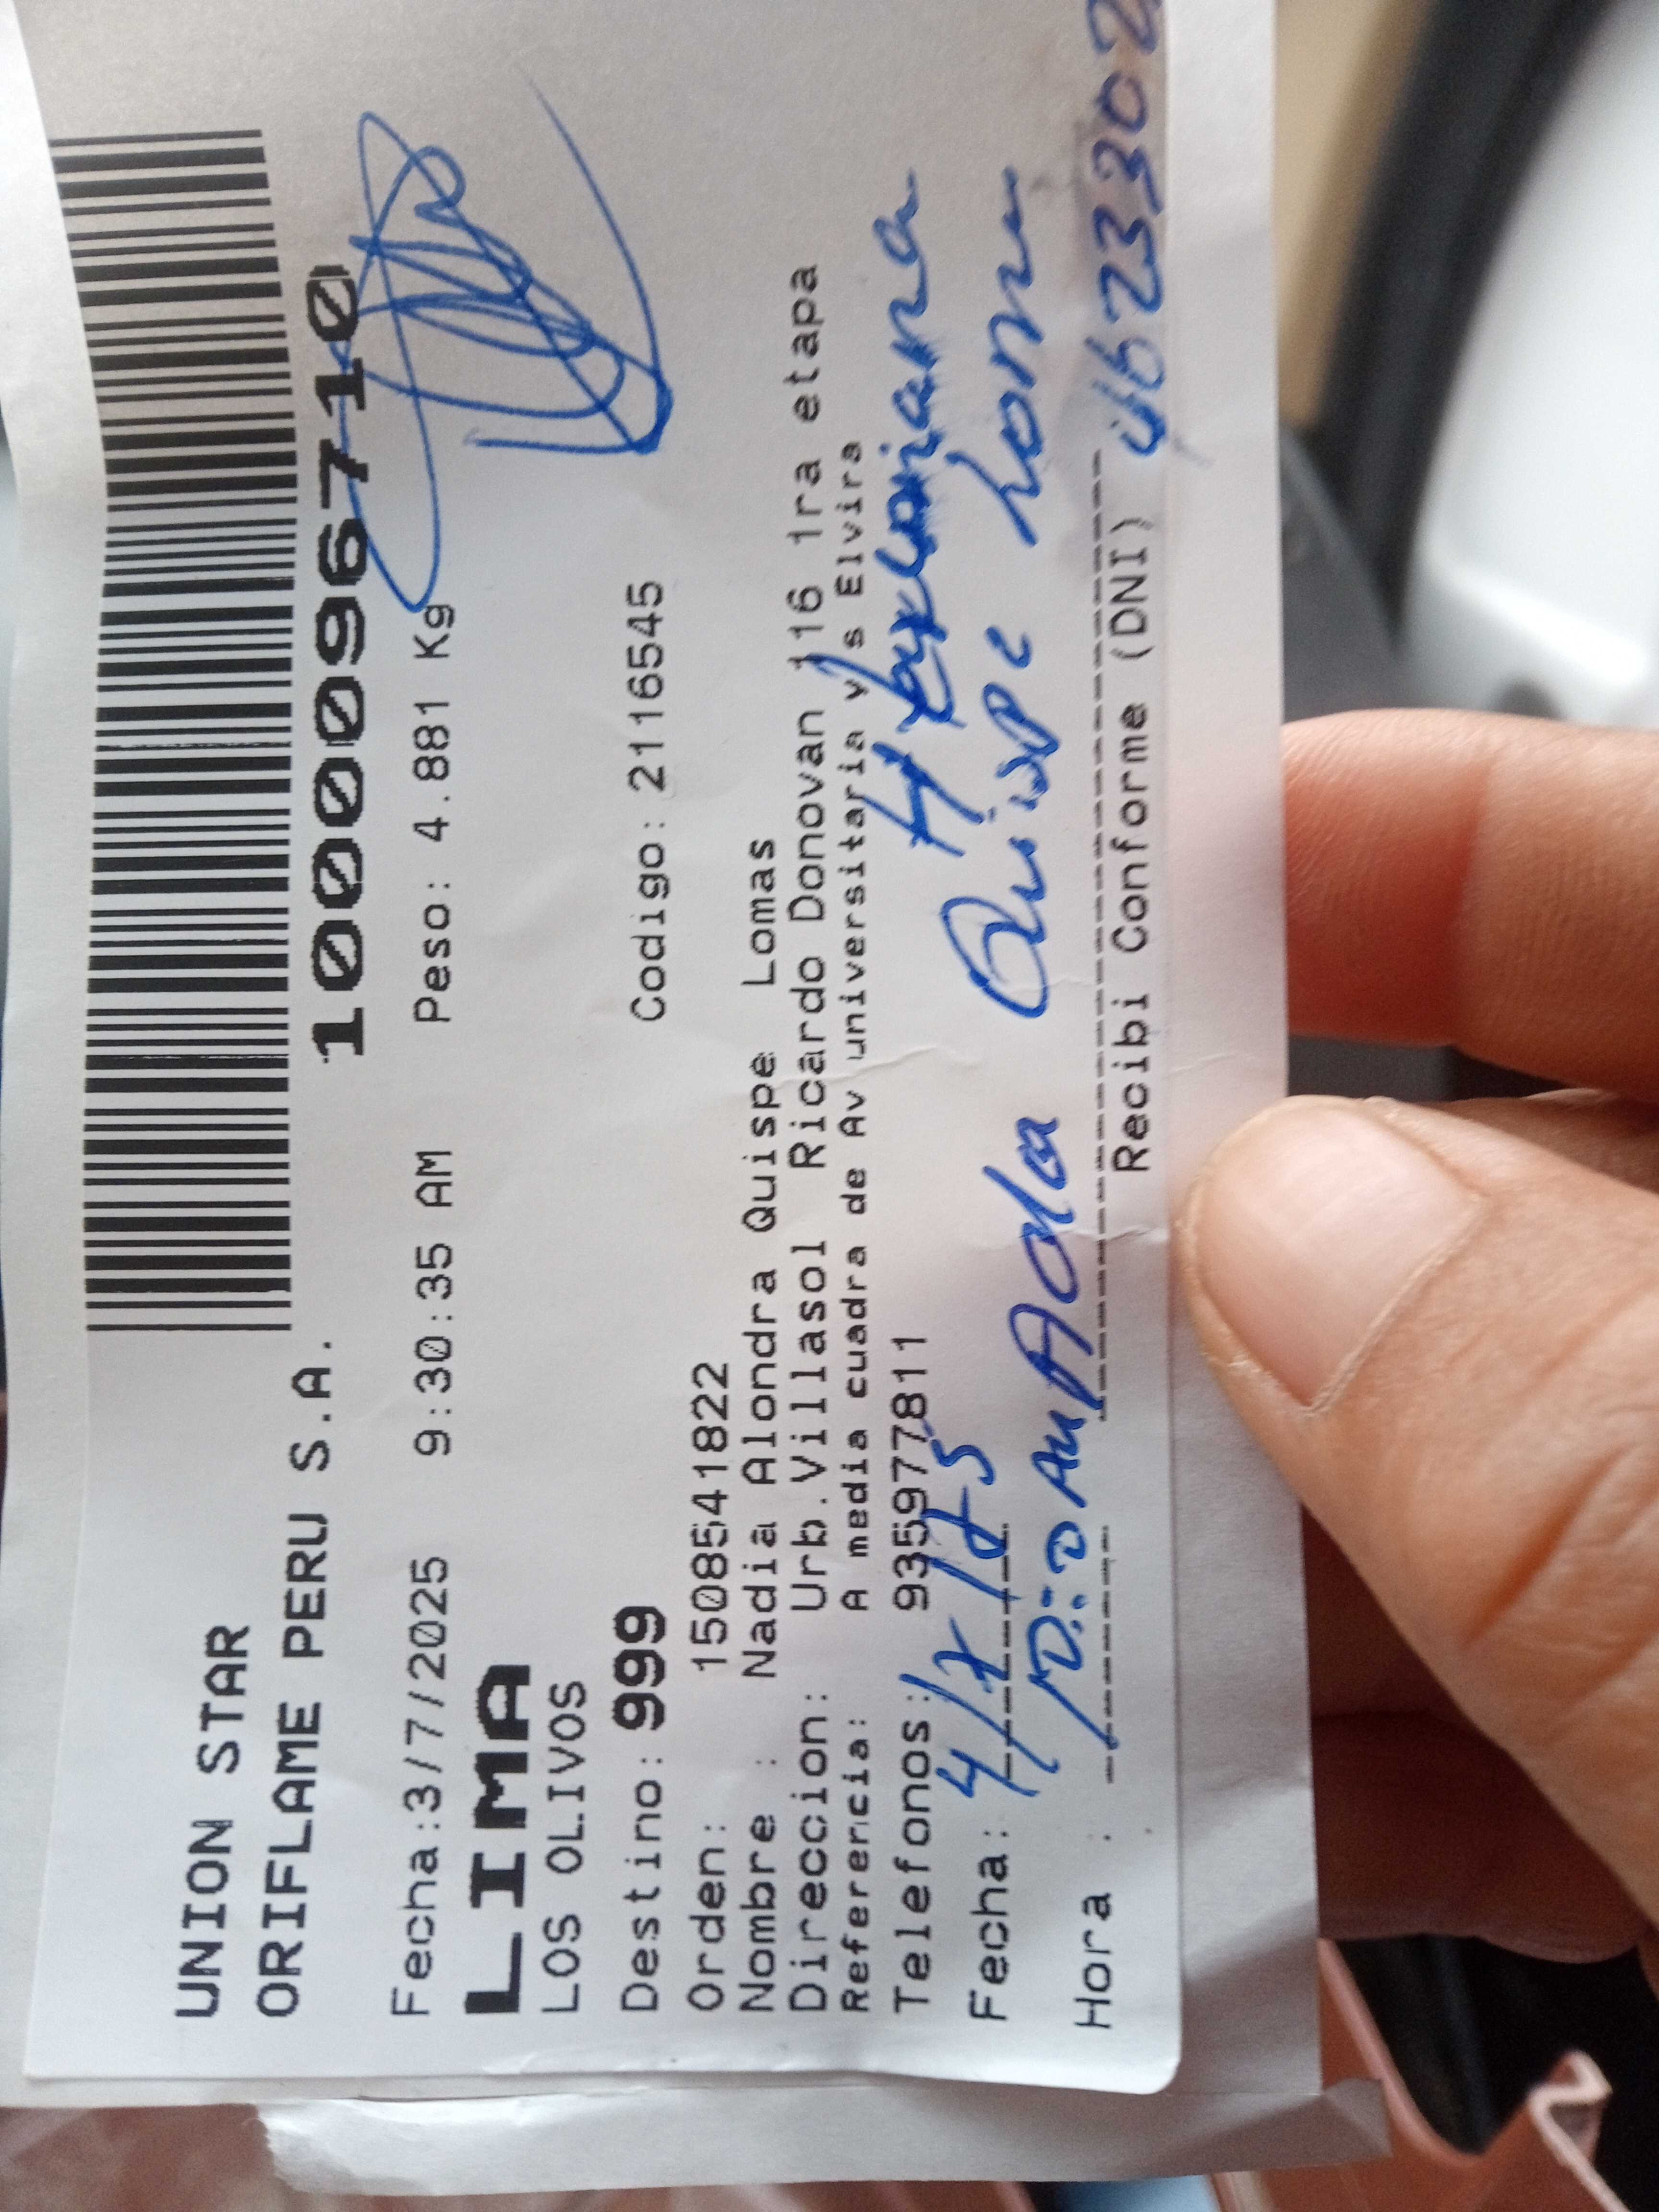 UNION STAR
ORIFLAME PERU S.A.
1000096710
Fecha:3/7/2025 9:30:35 AM Peso: 4.881 Kg
LIMA
LOS OLIVOS
Destino: 999 Codigo: 2116545
Orden: 1508541822
Nombre : Nadia Alondra Quispe Lomas
Direccion: Urb.Villasol Ricardo Donovan 116 1ra etapa
Referencia: A media cuadra de Av universitaria vs Elvira
Telefonos: 935977811
Hermana
Fecha: 4/7/25
Ada Quispe Loma
Hora :
Recibi Conforme (DNI)